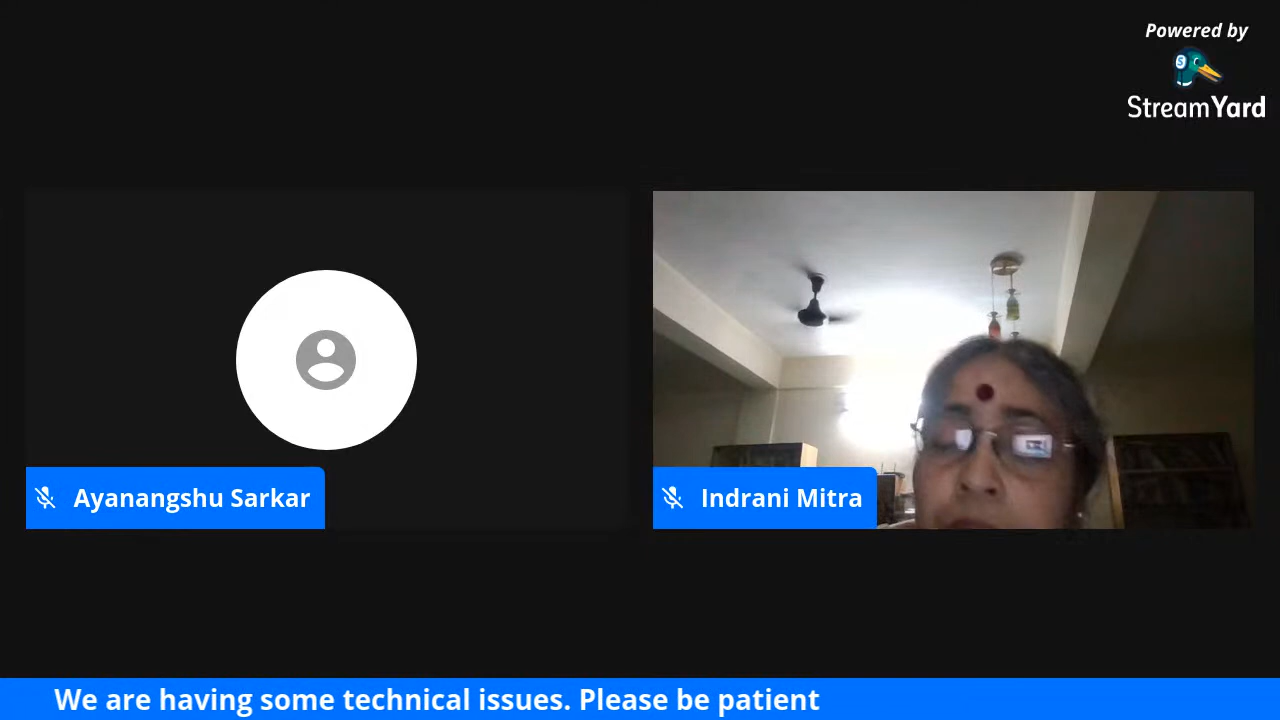 Powered by
StreamYard
Ayanangshu Sarkar
Indrani Mitra
We are having some technical issues. Please be patient